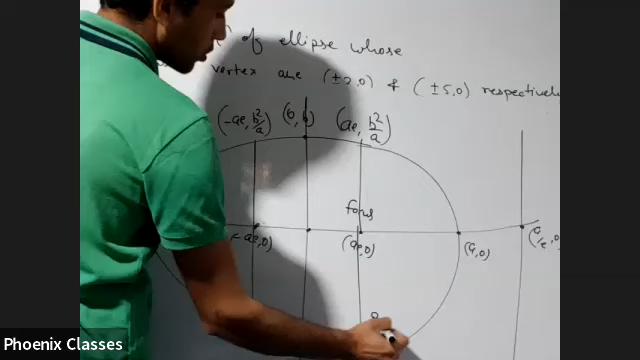 of ellipse whose
vertex are (±2,0) & (±5,0) respectively
(-ae, b²/a) (0, b) (ae, b²/a)
focus
(-ae,0) (ae,0) (a,0) (a/e, 0)
Phoenix Classes